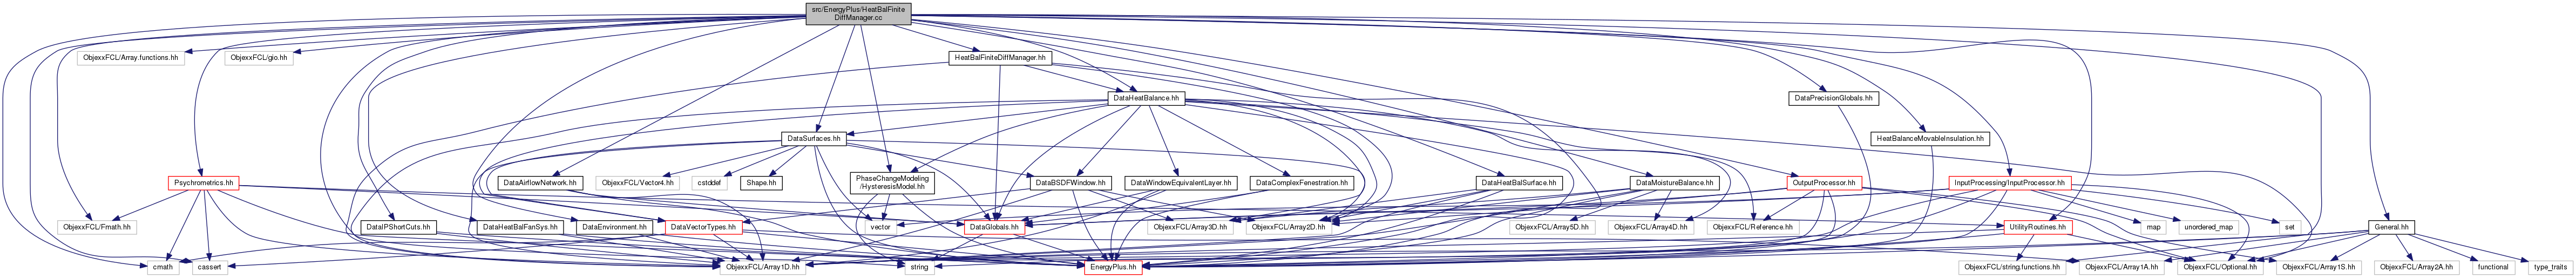 src/EnergyPlus/HeatBalFinite
DiffManager.cc
ObjexxFCL/Array.functions.hh
ObjexxFCL/gio.hh
HeatBalFiniteDiffManager.hh
DataHeatBalance.hh
DataPrecisionGlobals.hh
DataSurfaces.hh
HeatBalanceMovableInsulation.hh
Psychrometrics.hh
DataAirflowNetwork.hh
ObjexxFCL/Vector4.hh
cstddef
Shape.hh
PhaseChangeModeling
/HysteresisModel.hh
DataBSDFWindow.hh
DataWindowEquivalentLayer.hh
DataComplexFenestration.hh
DataHeatBalSurface.hh
DataMoistureBalance.hh
OutputProcessor.hh
InputProcessing/InputProcessor.hh
ObjexxFCL/Fmath.hh
DataIPShortCuts.hh
DataHeatBalFanSys.hh
DataEnvironment.hh
DataVectorTypes.hh
vector
DataGlobals.hh
ObjexxFCL/Array3D.hh
ObjexxFCL/Array2D.hh
ObjexxFCL/Array5D.hh
ObjexxFCL/Array4D.hh
ObjexxFCL/Reference.hh
UtilityRoutines.hh
map
unordered_map
set
General.hh
cmath
cassert
ObjexxFCL/Array1D.hh
string
EnergyPlus.hh
ObjexxFCL/string.functions.hh
ObjexxFCL/Array1A.hh
ObjexxFCL/Optional.hh
ObjexxFCL/Array1S.hh
ObjexxFCL/Array2A.hh
functional
type_traits